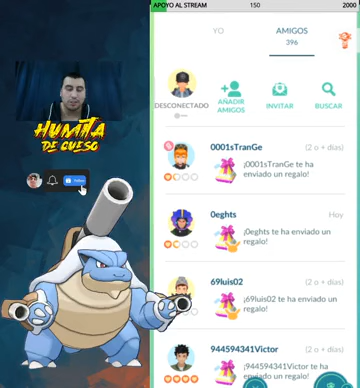 APOYO AL STREAM 150 2000
YO
AMIGOS
396
HUMITA
DE QUESO
DESCONECTADO
AÑADIR
AMIGOS
INVITAR
BUSCAR
0001sTranGe (2 o + días)
¡0001sTranGe te ha
enviado un regalo!
0eghts Hoy
¡0eghts te ha enviado un
regalo!
69luis02 (2 o + días)
¡69luis02 te ha enviado un
regalo!
944594341Victor (2 o + días)
¡944594341Victor te ha
enviado un regalo!